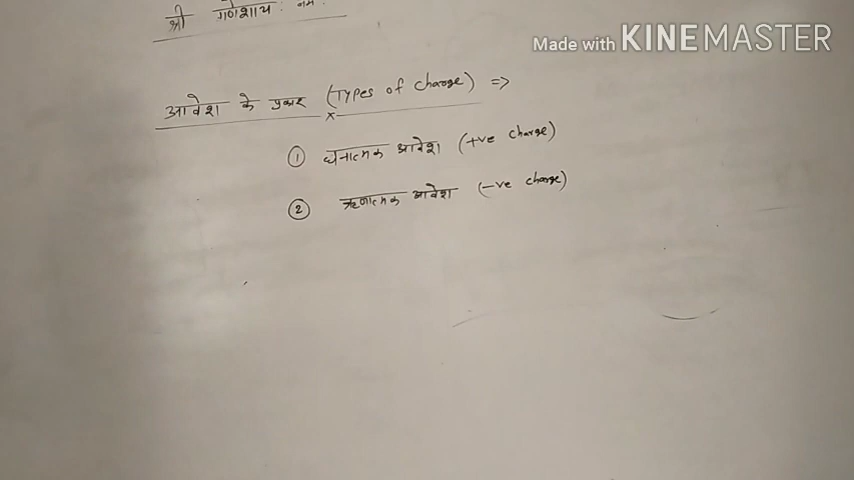 श्री गणेशाय: नम:
Made with KINEMASTER
आवेश के प्रकार (Types of charge) =>
① धनात्मक आवेश (+ve charge)
② ऋणात्मक आवेश (-ve charge)